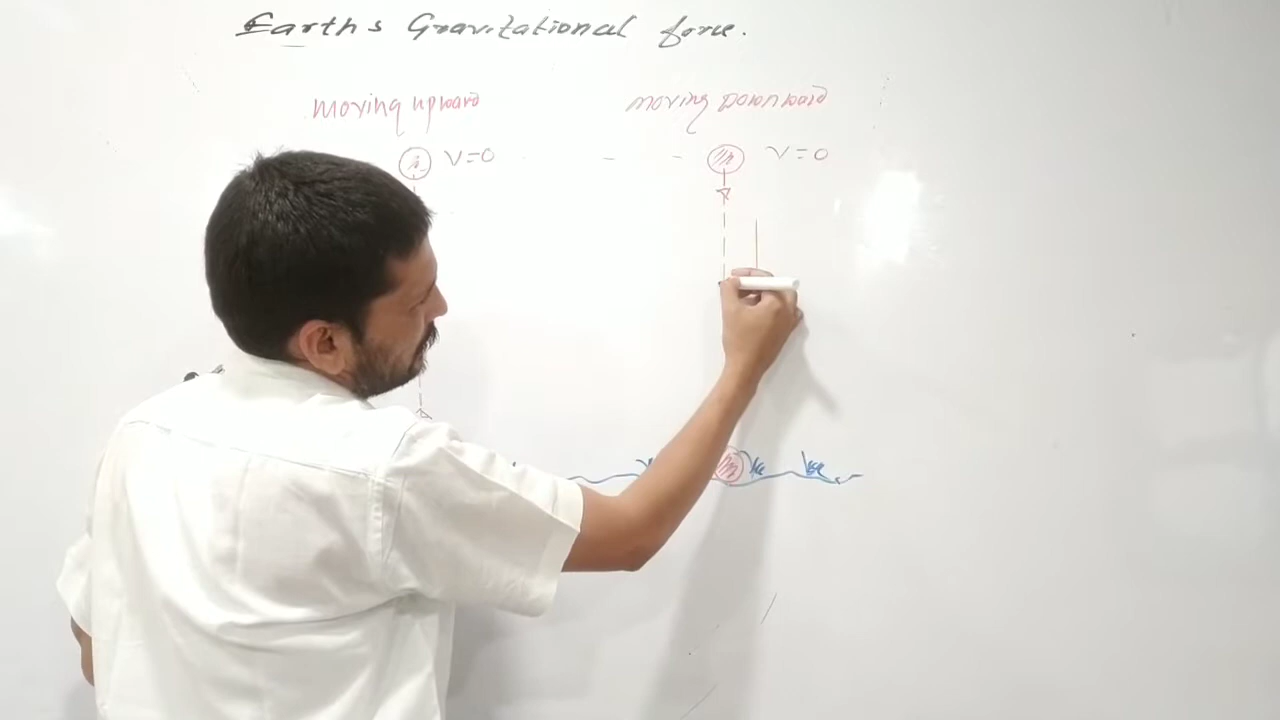 Earths Gravitational force.
moving upward moving Downward
m V=0 m V=0
m